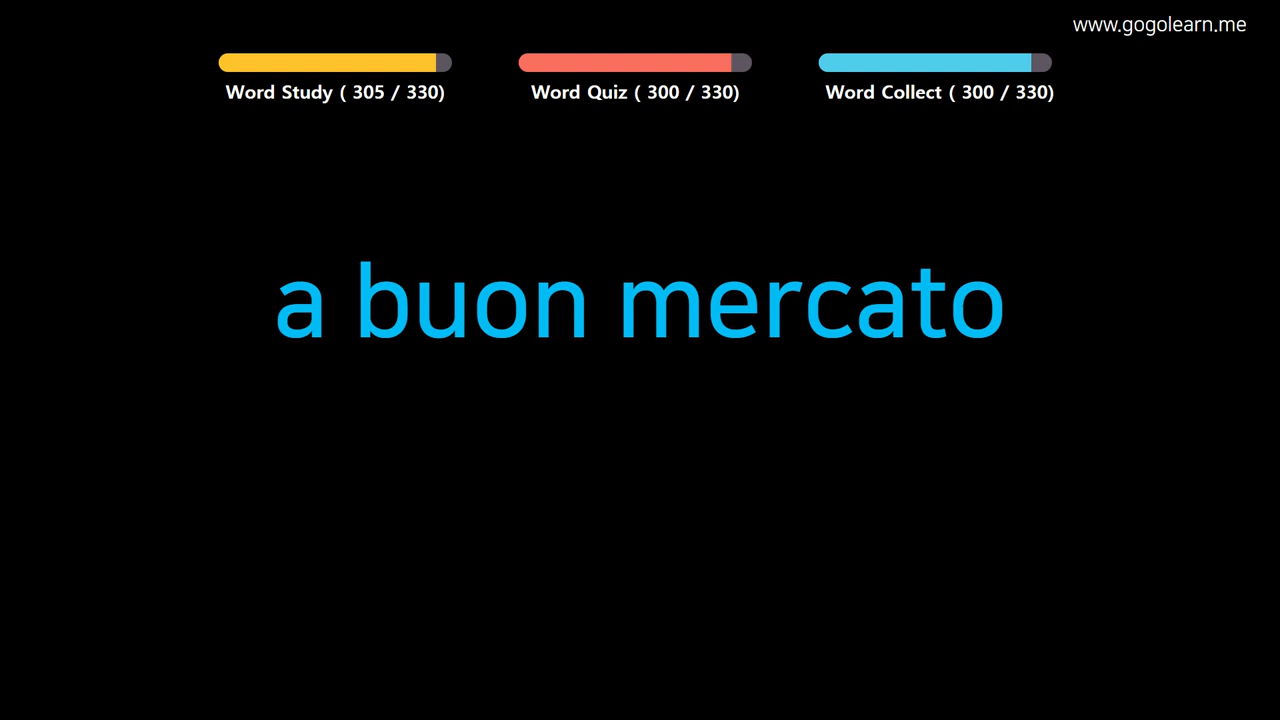 www.gogolearn.me
Word Study ( 305 / 330)
Word Quiz ( 300 / 330)
Word Collect ( 300 / 330)
a buon mercato